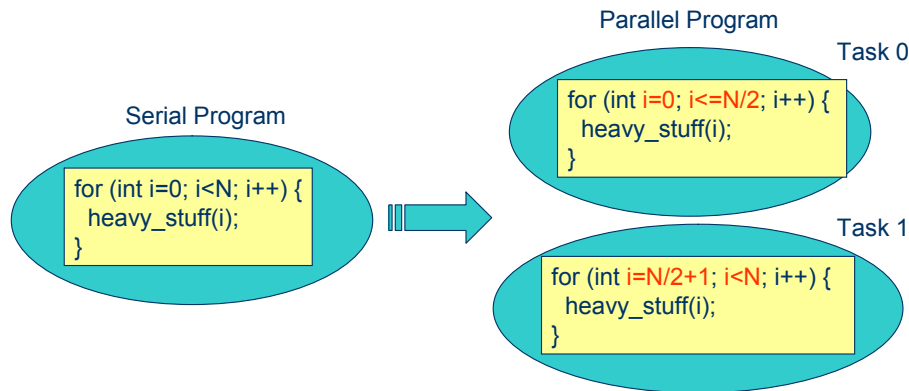 Parallel Program
Task 0
for (int i=0; i<=N/2; i++) {
heavy_stuff(i);
}
Serial Program
for (int i=0; i<N; i++) {
heavy_stuff(i);
}
Task 1
for (int i=N/2+1; i<N; i++) {
heavy_stuff(i);
}